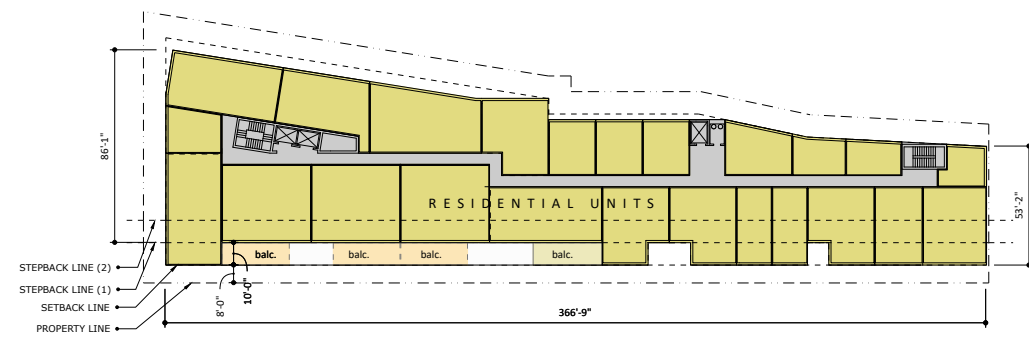 86'-1"
53'-2"
RESIDENTIAL UNITS
balc.
balc.
balc.
balc.
STEPBACK LINE (2)
STEPBACK LINE (1)
SETBACK LINE
PROPERTY LINE
8'-0"
10'-0"
366'-9"